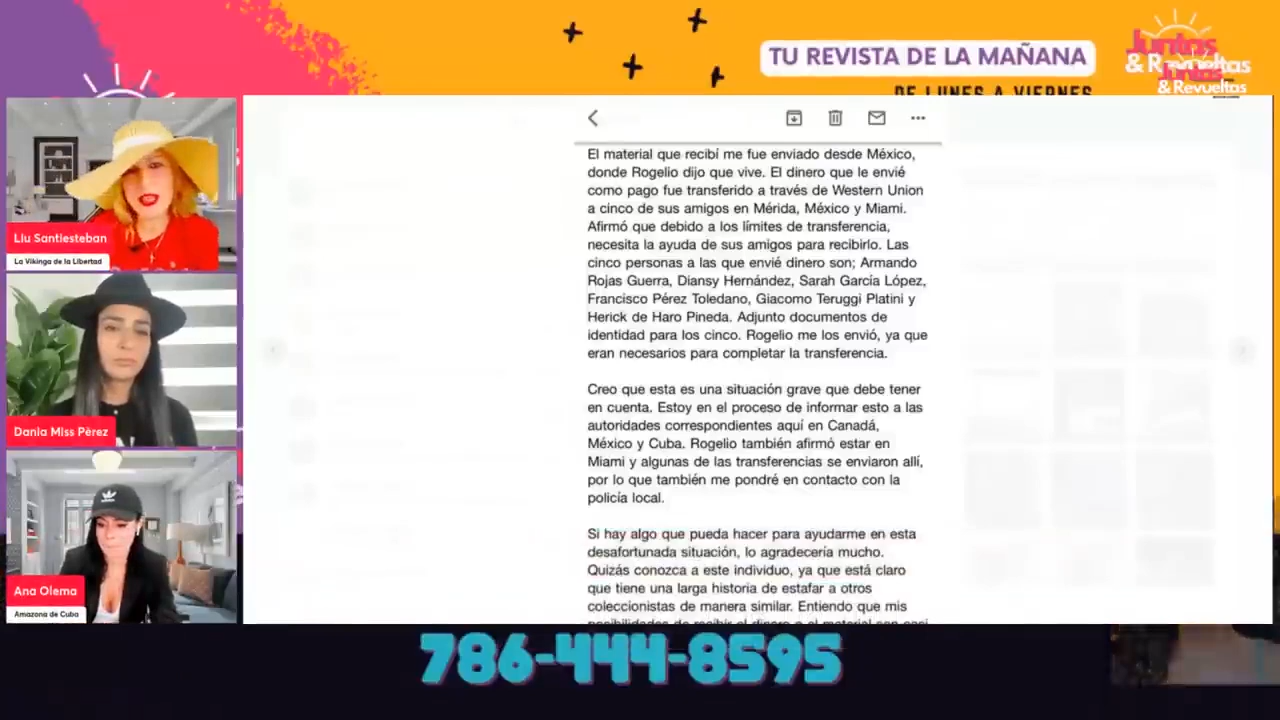 TU REVISTA DE LA MAÑANA
DE LUNES A VIERNES
Juntas
& Revueltas
& Revueltas
El material que recibí me fue enviado desde México,
donde Rogelio dijo que vive. El dinero que le envié
como pago fue transferido a través de Western Union
a cinco de sus amigos en Mérida, México y Miami.
Afirmó que debido a los límites de transferencia,
necesita la ayuda de sus amigos para recibirlo. Las
cinco personas a las que envié dinero son; Armando
Rojas Guerra, Diansy Hernández, Sarah García López,
Francisco Pérez Toledano, Giacomo Teruggi Platini y
Herick de Haro Pineda. Adjunto documentos de
identidad para los cinco. Rogelio me los envió, ya que
eran necesarios para completar la transferencia.
Creo que esta es una situación grave que debe tener
en cuenta. Estoy en el proceso de informar esto a las
autoridades correspondientes aquí en Canadá,
México y Cuba. Rogelio también afirmó estar en
Miami y algunas de las transferencias se enviaron allí,
por lo que también me pondré en contacto con la
policía local.
Si hay algo que pueda hacer para ayudarme en esta
desafortunada situación, lo agradecería mucho.
Quizás conozca a este individuo, ya que está claro
que tiene una larga historia de estafar a otros
coleccionistas de manera similar. Entiendo que mis
Liu Santiesteban
La Vikinga de la Libertad
Dania Miss Pèrez
Ana Olema
Amazona de Cuba
786-444-8595